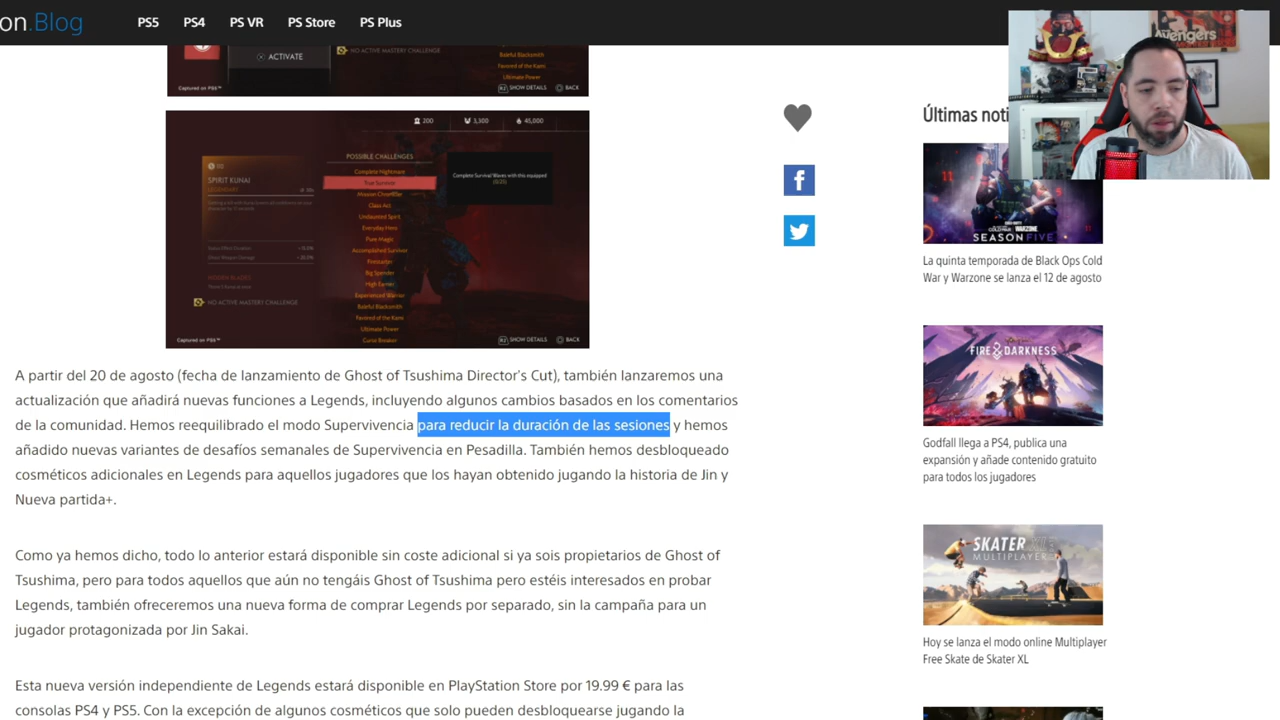 on.Blog
PS5 PS4 PS VR PS Store PS Plus
ACTIVATE
NO ACTIVE MASTERY CHALLENGE
Baleful Blacksmith
Favored of the Kami
Ultimate Power
Captured on PS5™
R2 SHOW DETAILS BACK
200 3,300 45,000
SPIRIT KUNAI
LEGENDARY
POSSIBLE CHALLENGES
Complete Nightmare
True Survivor
Class Act
Undaunted Spirit
Everyday Hero
Pure Magic
Accomplished Survivor
Firestarter
Big Spender
High Earner
Experienced Warrior
Baleful Blacksmith
Favored of the Kami
Ultimate Power
Curse Breaker
Complete Survival Waves with this equipped
NO ACTIVE MASTERY CHALLENGE
Captured on PS5™
R2 SHOW DETAILS BACK
A partir del 20 de agosto (fecha de lanzamiento de Ghost of Tsushima Director's Cut), también lanzaremos una
actualización que añadirá nuevas funciones a Legends, incluyendo algunos cambios basados en los comentarios
de la comunidad. Hemos reequilibrado el modo Supervivencia para reducir la duración de las sesiones y hemos
añadido nuevas variantes de desafíos semanales de Supervivencia en Pesadilla. También hemos desbloqueado
cosméticos adicionales en Legends para aquellos jugadores que los hayan obtenido jugando la historia de Jin y
Nueva partida+.
Como ya hemos dicho, todo lo anterior estará disponible sin coste adicional si ya sois propietarios de Ghost of
Tsushima, pero para todos aquellos que aún no tengáis Ghost of Tsushima pero estéis interesados en probar
Legends, también ofreceremos una nueva forma de comprar Legends por separado, sin la campaña para un
jugador protagonizada por Jin Sakai.
Esta nueva versión independiente de Legends estará disponible en PlayStation Store por 19.99 € para las
consolas PS4 y PS5. Con la excepción de algunos cosméticos que solo pueden desbloquearse jugando la
Últimas noti
Avengers
WARZONE
SEASON FIVE
La quinta temporada de Black Ops Cold
War y Warzone se lanza el 12 de agosto
FIRE & DARKNESS
Godfall llega a PS4, publica una
expansión y añade contenido gratuito
para todos los jugadores
SKATER XL
MULTIPLAYER
Hoy se lanza el modo online Multiplayer
Free Skate de Skater XL